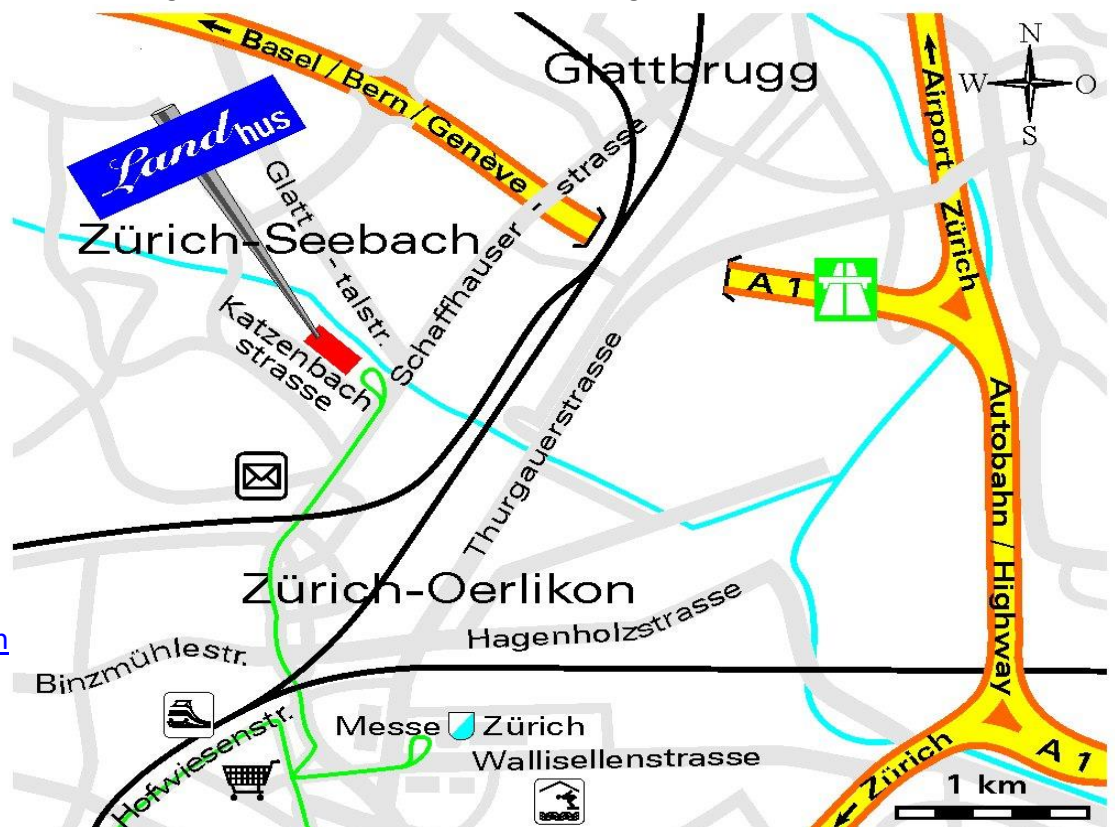 Basel / Bern / Genève
Glattbrugg
Airport Zürich
N
W
O
S
Land hus
Glatt - talstr.
Schaffhauser - strasse
Zürich-Seebach
A 1
Katzenbach
strasse
Thurgauerstrasse
Autobahn / Highway
Zürich-Oerlikon
Hagenholzstrasse
Binzmühlestr.
Hofwiesenstr.
Messe Zürich
Wallisellenstrasse
Zürich
A 1
1 km